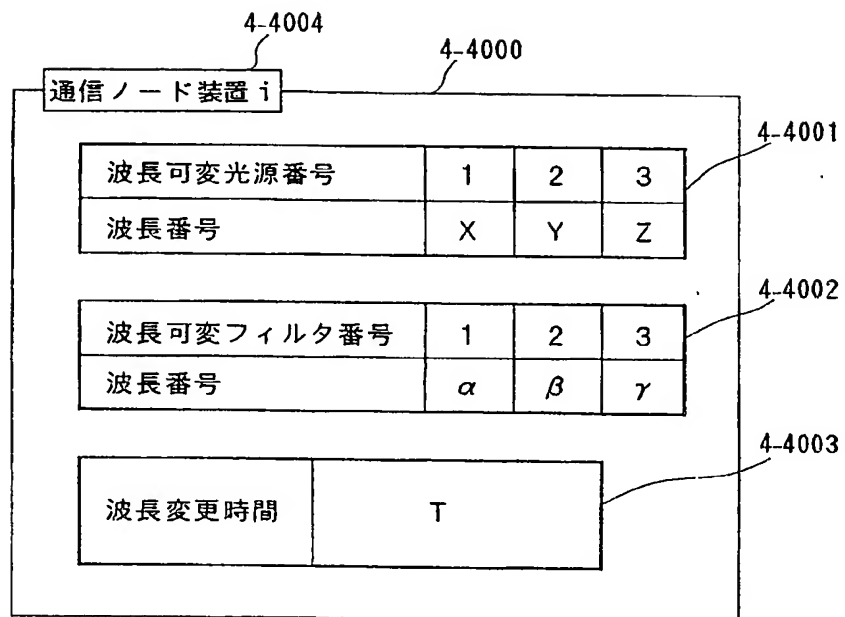 4-4004
4-4000
通信ノード装置 i
4-4001
波長可変光源番号 1 2 3
波長番号 X Y Z
4-4002
波長可変フィルタ番号 1 2 3
波長番号 α β γ
4-4003
波長変更時間 T